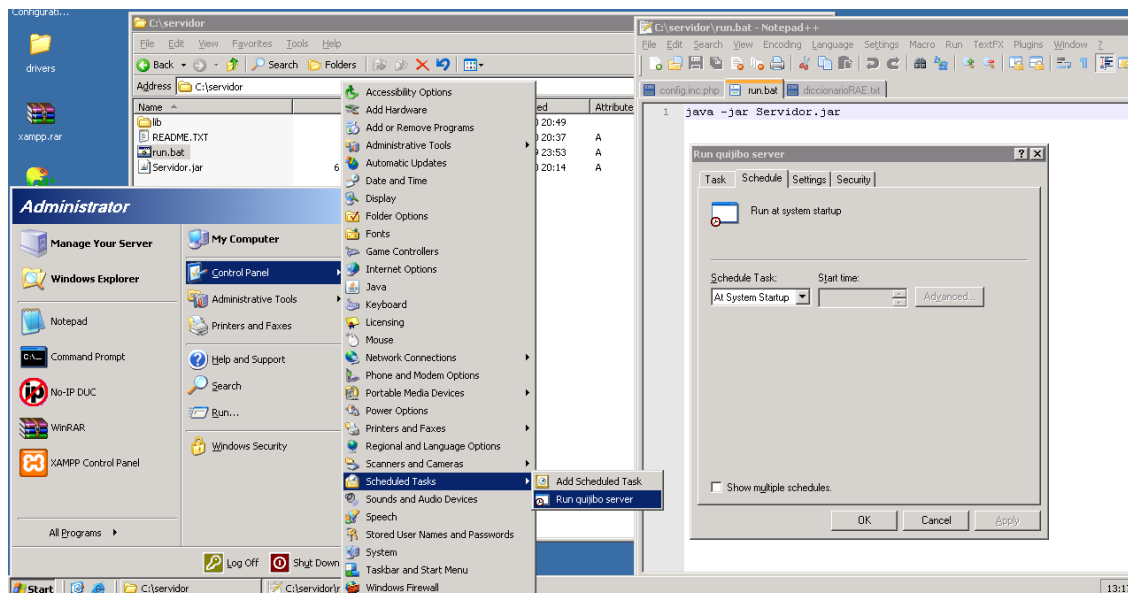 Configurati...
drivers
xampp.rar
C:\servidor
File Edit View Favorites Tools Help
Back Search Folders
Address C:\servidor
Name
ed Attribute
lib
20:49
README.TXT
20:37 A
run.bat
23:53 A
Servidor.jar 6
20:14 A
Administrator
Manage Your Server
Windows Explorer
Notepad
Command Prompt
No-IP DUC
WinRAR
XAMPP Control Panel
All Programs
My Computer
Control Panel
Administrative Tools
Printers and Faxes
Help and Support
Search
Run...
Windows Security
Log Off Shut Down
Accessibility Options
Add Hardware
Add or Remove Programs
Administrative Tools
Automatic Updates
Date and Time
Display
Folder Options
Fonts
Game Controllers
Internet Options
Java
Keyboard
Licensing
Mouse
Network Connections
Phone and Modem Options
Portable Media Devices
Power Options
Printers and Faxes
Regional and Language Options
Scanners and Cameras
Scheduled Tasks
Sounds and Audio Devices
Speech
Stored User Names and Passwords
System
Taskbar and Start Menu
Windows Firewall
Add Scheduled Task
Run quijibo server
C:\servidor\run.bat - Notepad++
File Edit Search View Encoding Language Settings Macro Run TextFX Plugins Window ?
config.inc.php run.bat diccionarioRAE.txt
1 java -jar Servidor.jar
Run quijibo server
Task Schedule Settings Security
Run at system startup
Schedule Task: Start time:
At System Startup Advanced...
Show multiple schedules.
OK Cancel Apply
Start C:\servidor C:\servidor\r